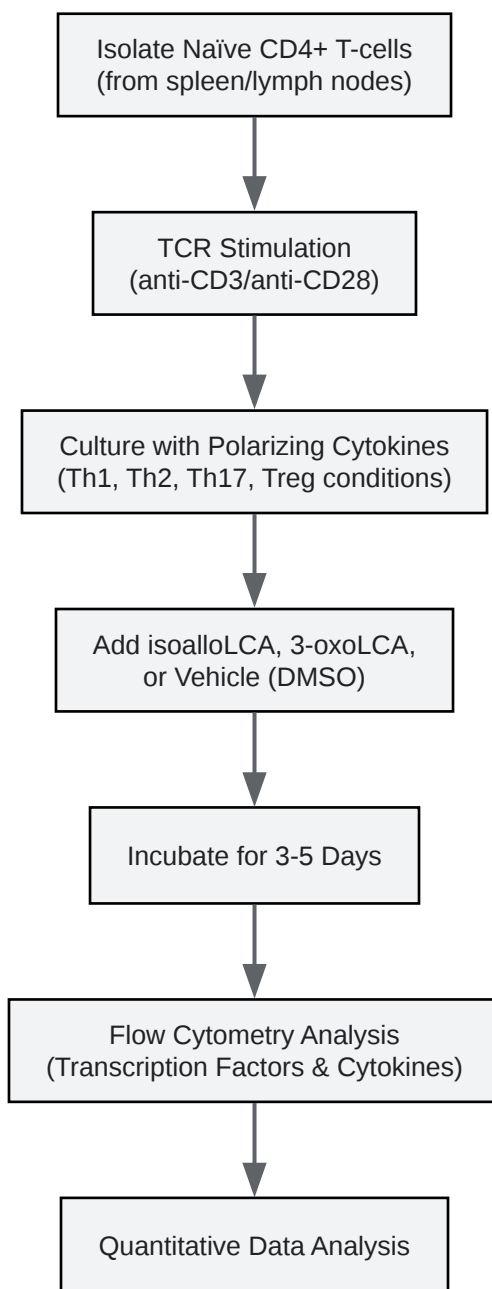 Isolate Naïve CD4+ T-cells
(from spleen/lymph nodes)
TCR Stimulation
(anti-CD3/anti-CD28)
Culture with Polarizing Cytokines
(Th1, Th2, Th17, Treg conditions)
Add isoalloLCA, 3-oxoLCA,
or Vehicle (DMSO)
Incubate for 3-5 Days
Flow Cytometry Analysis
(Transcription Factors & Cytokines)
Quantitative Data Analysis